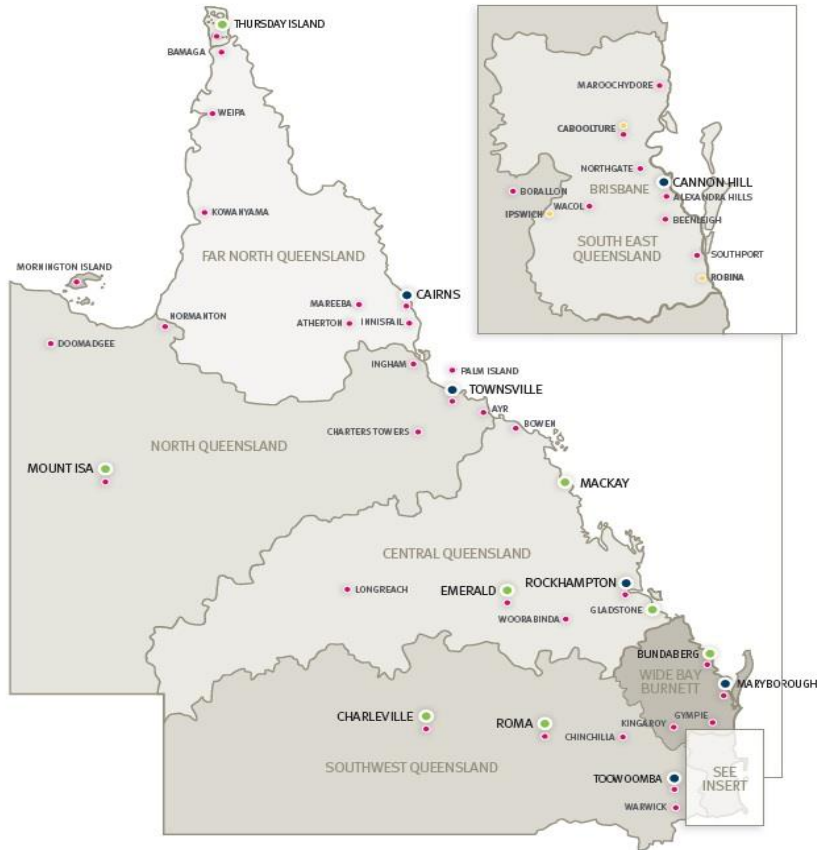 THURSDAY ISLAND
BAMAGA
WEIPA
KOWANYAMA
FAR NORTH QUEENSLAND
MORNINGTON ISLAND
CAIRNS
MAREEBA
NORMANTON
ATHERTON
INNISFAIL
DOOMADGEE
INGHAM
PALM ISLAND
TOWNSVILLE
AYR
BOWEN
CHARTERS TOWERS
NORTH QUEENSLAND
MOUNT ISA
MACKAY
CENTRAL QUEENSLAND
ROCKHAMPTON
LONGREACH
EMERALD
GLADSTONE
WOORABINDA
BUNDABERG
WIDE BAY
BURNETT
MARYBOROUGH
CHARLEVILLE
ROMA
KINGAROY
GYMPIE
CHINCHILLA
SOUTHWEST QUEENSLAND
TOOWOOMBA
WARWICK
SEE
INSERT
MAROOCHYDORE
CABOOLTURE
NORTHGATE
CANNON HILL
BRISBANE
BORALLON
ALEXANDRA HILLS
WACOL
IPSWICH
BEENLEIGH
SOUTH EAST
QUEENSLAND
SOUTHPORT
ROBINA